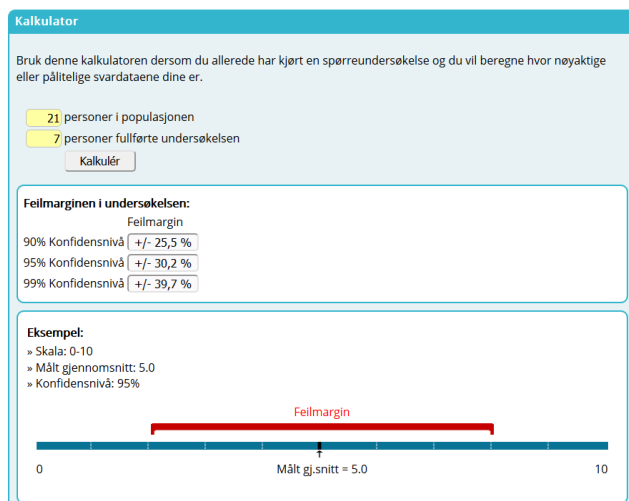 Kalkulator
Bruk denne kalkulatoren dersom du allerede har kjørt en spørreundersøkelse og du vil beregne hvor nøyaktige
eller pålitelige svardataene dine er.
21 personer i populasjonen
7 personer fullførte undersøkelsen
Kalkulér
Feilmarginen i undersøkelsen:
Feilmargin
90% Konfidensnivå +/- 25,5 %
95% Konfidensnivå +/- 30,2 %
99% Konfidensnivå +/- 39,7 %
Eksempel:
» Skala: 0-10
» Målt gjennomsnitt: 5.0
» Konfidensnivå: 95%
Feilmargin
0 Målt gj.snitt = 5.0 10